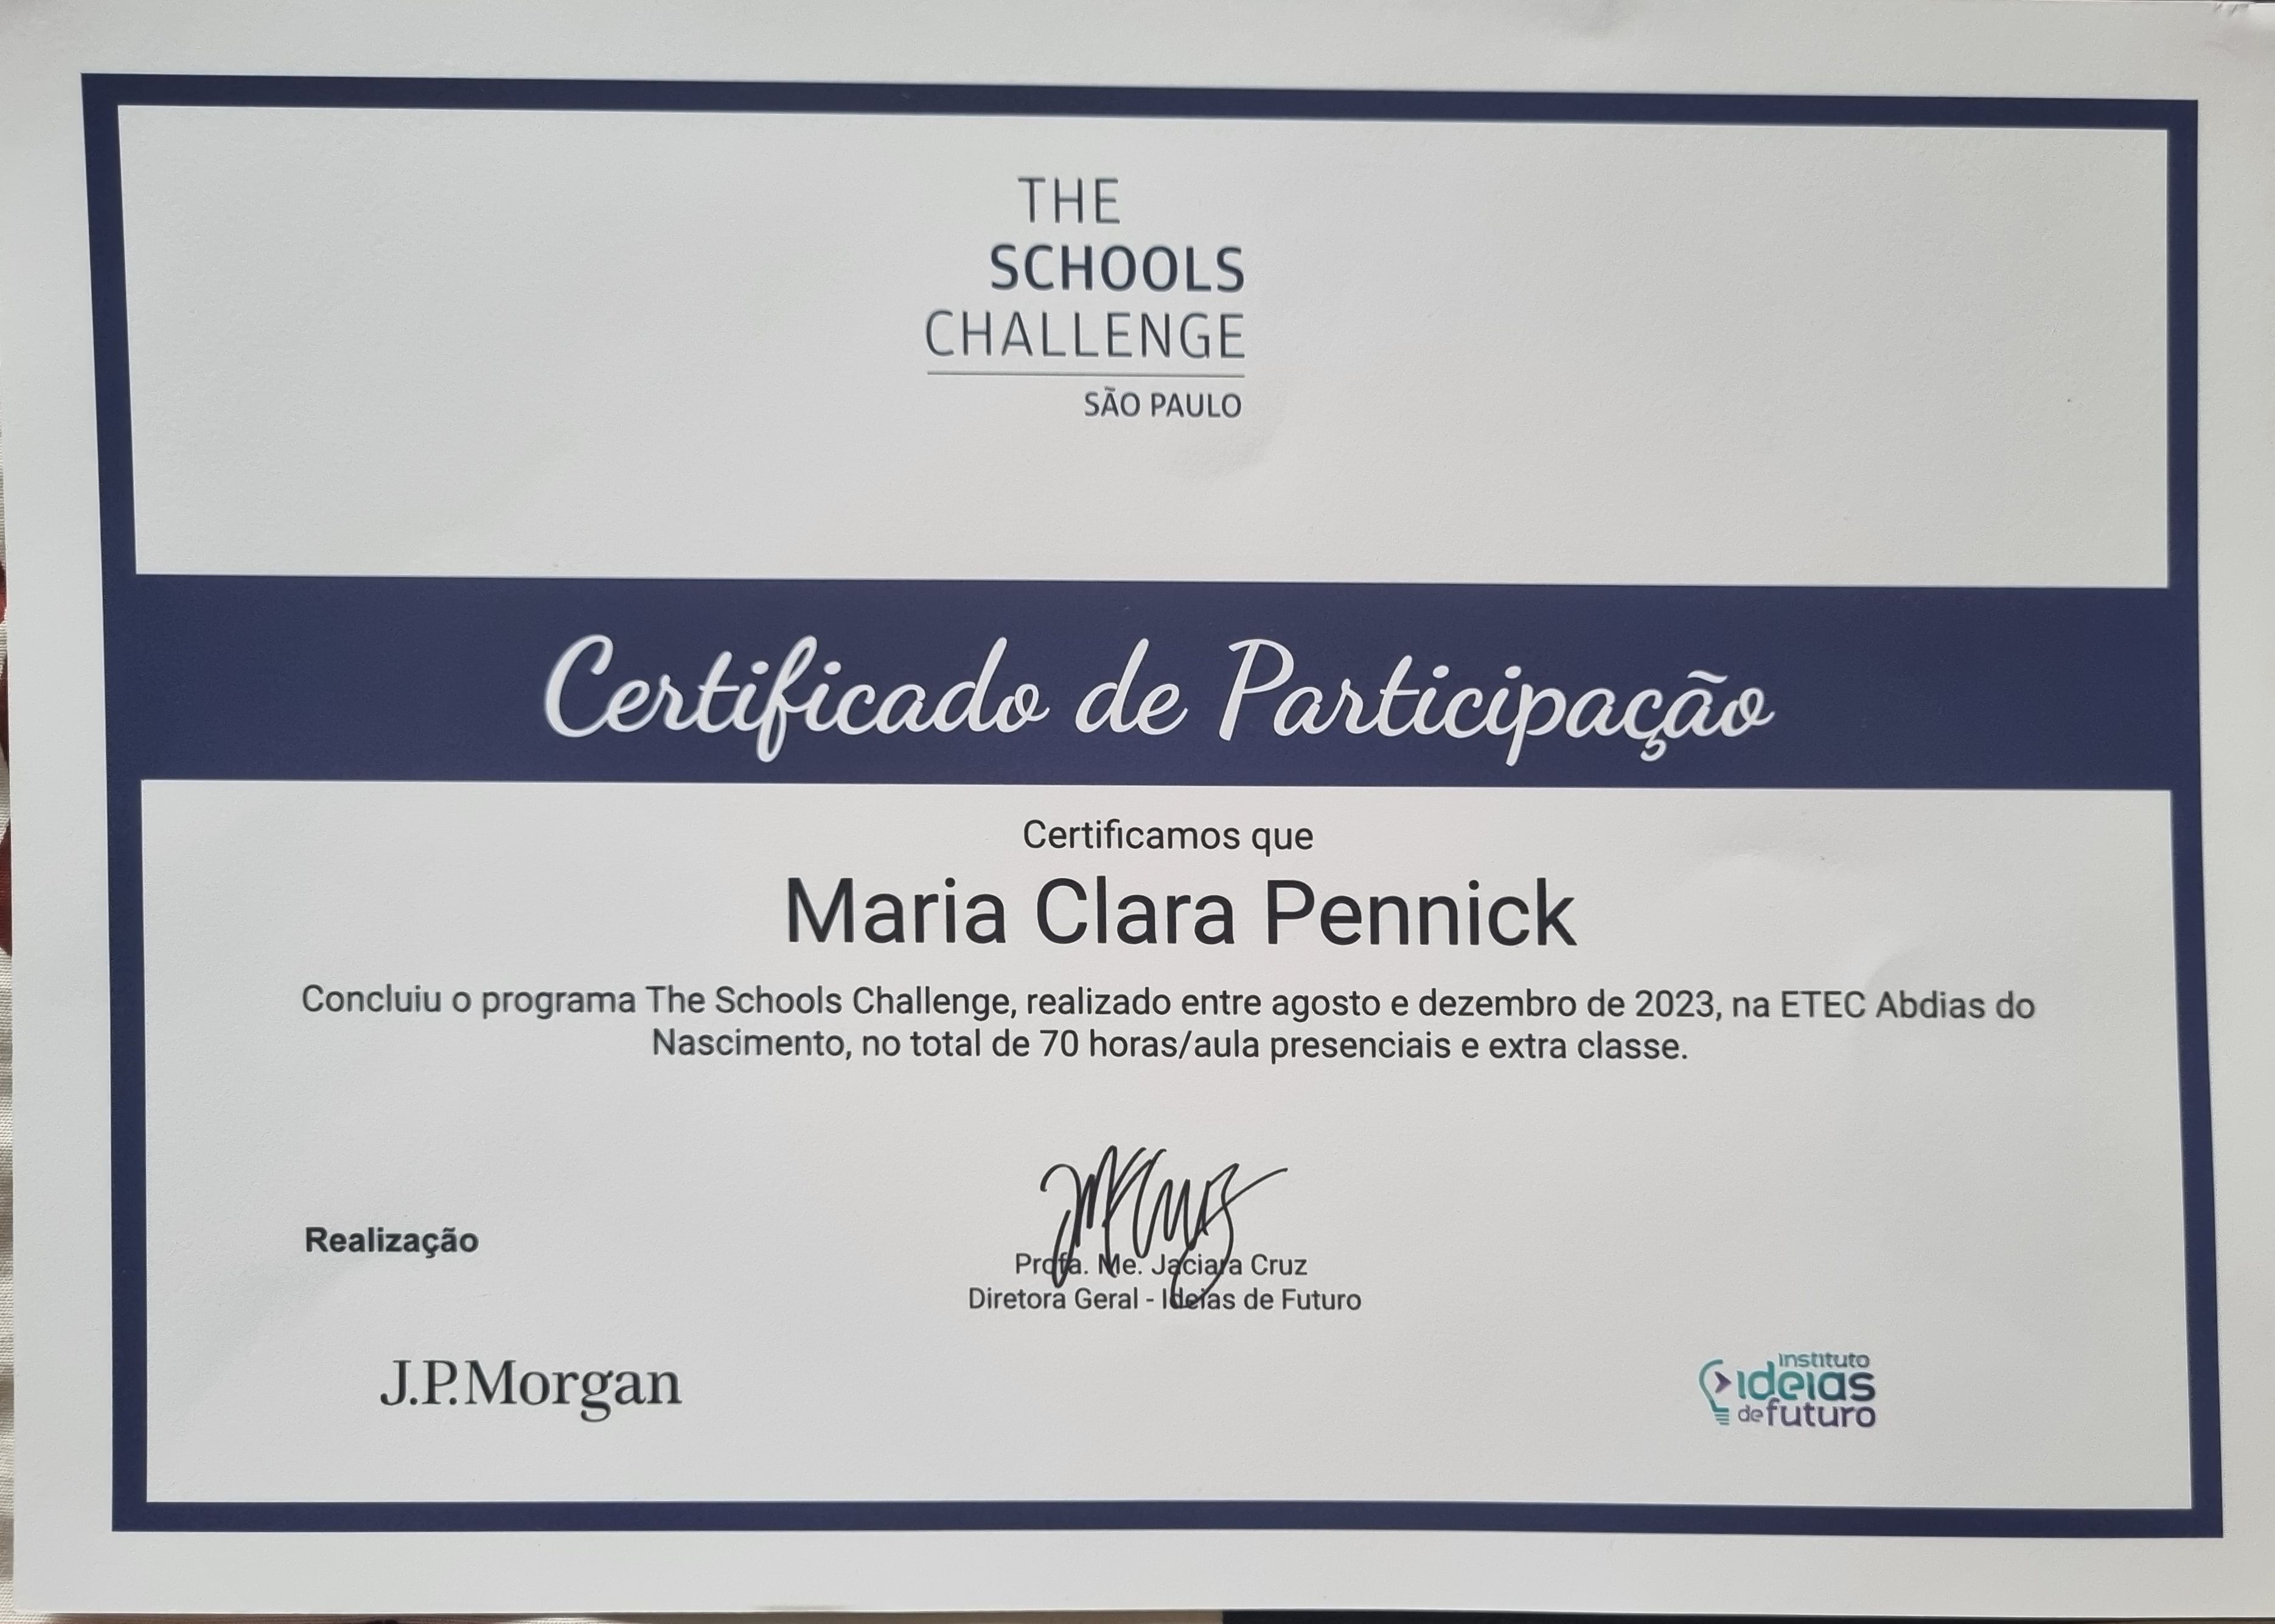 THE
SCHOOLS
CHALLENGE
SÃO PAULO
Certificado de Participação
Certificamos que
Maria Clara Pennick
Concluiu o programa The Schools Challenge, realizado entre agosto e dezembro de 2023, na ETEC Abdias do
Nascimento, no total de 70 horas/aula presenciais e extra classe.
Realização
Profa. Me. Jaciara Cruz
Diretora Geral - Ideias de Futuro
J.P.Morgan
instituto
ideias
de futuro